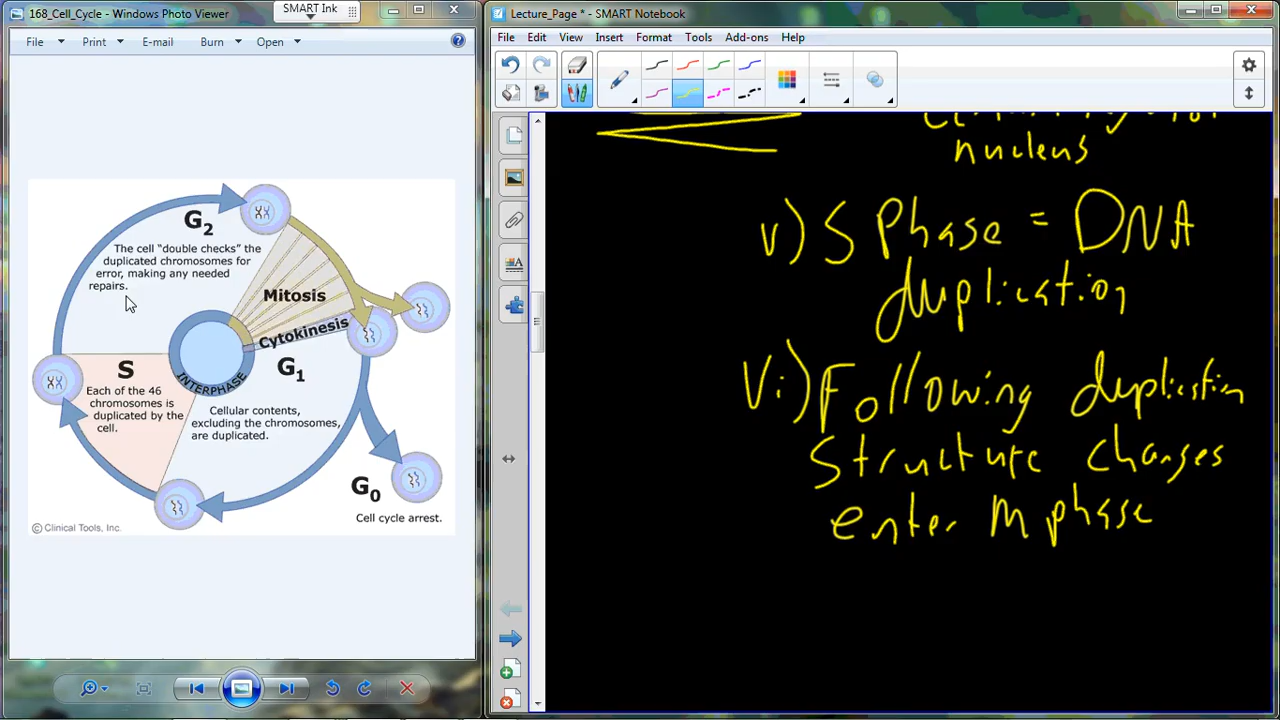 168_Cell_Cycle - Windows Photo Viewer
SMART Ink
File Print E-mail Burn Open
G2
The cell "double checks" the
duplicated chromosomes for
error, making any needed
repairs.
Mitosis
Cytokinesis
INTERPHASE
S
Each of the 46
chromosomes is
duplicated by the
cell.
G1
Cellular contents,
excluding the chromosomes,
are duplicated.
G0
Cell cycle arrest.
© Clinical Tools, Inc.
Lecture_Page * - SMART Notebook
File Edit View Insert Format Tools Add-ons Help
nucleus
v) S Phase = DNA
duplication
Vi) Following duplication
Structure changes
enter M phase